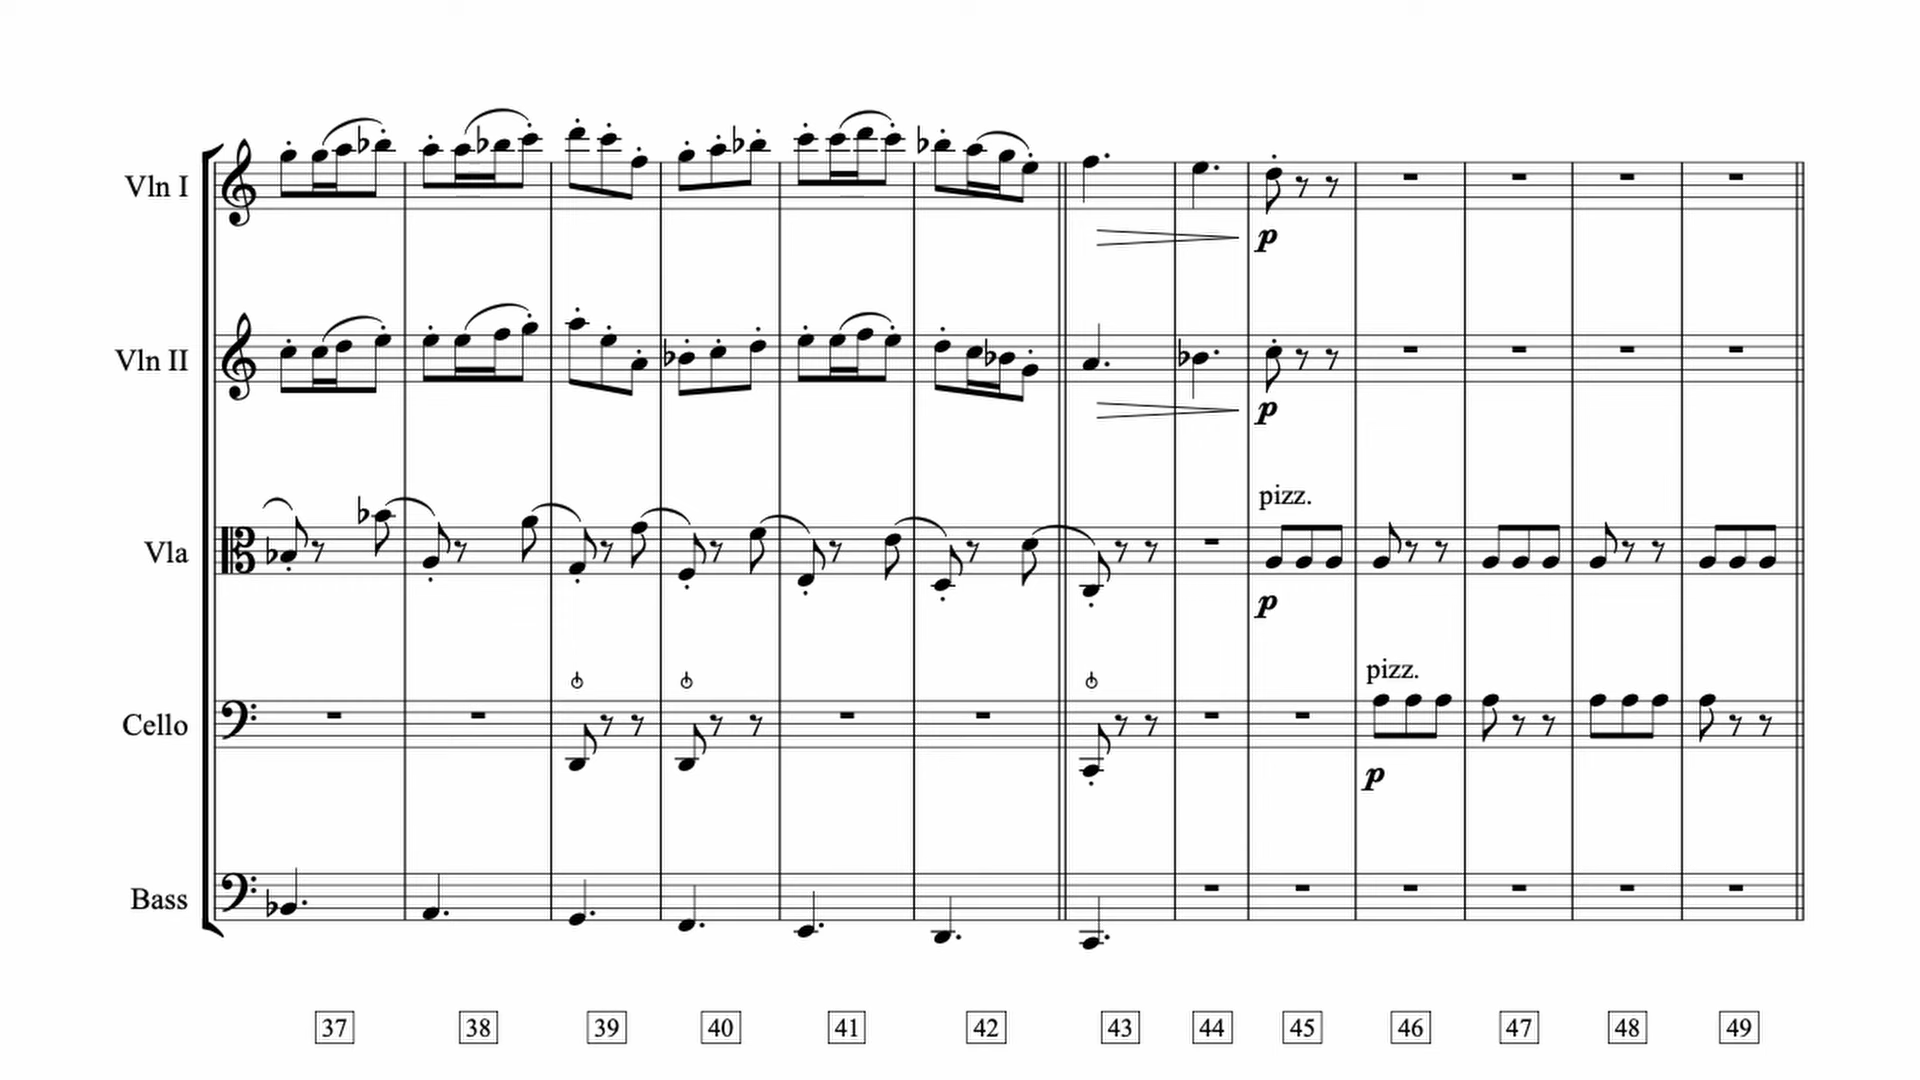 Vln I
p
Vln II
p
pizz.
Vla
p
pizz.
Cello
p
Bass
37 38 39 40 41 42 43 44 45 46 47 48 49